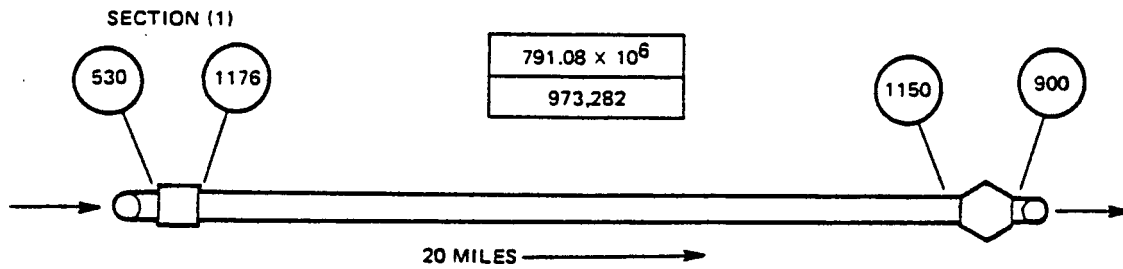 SECTION (1)
530
1176
791.08 × 10⁶
973,282
1150
900
20 MILES